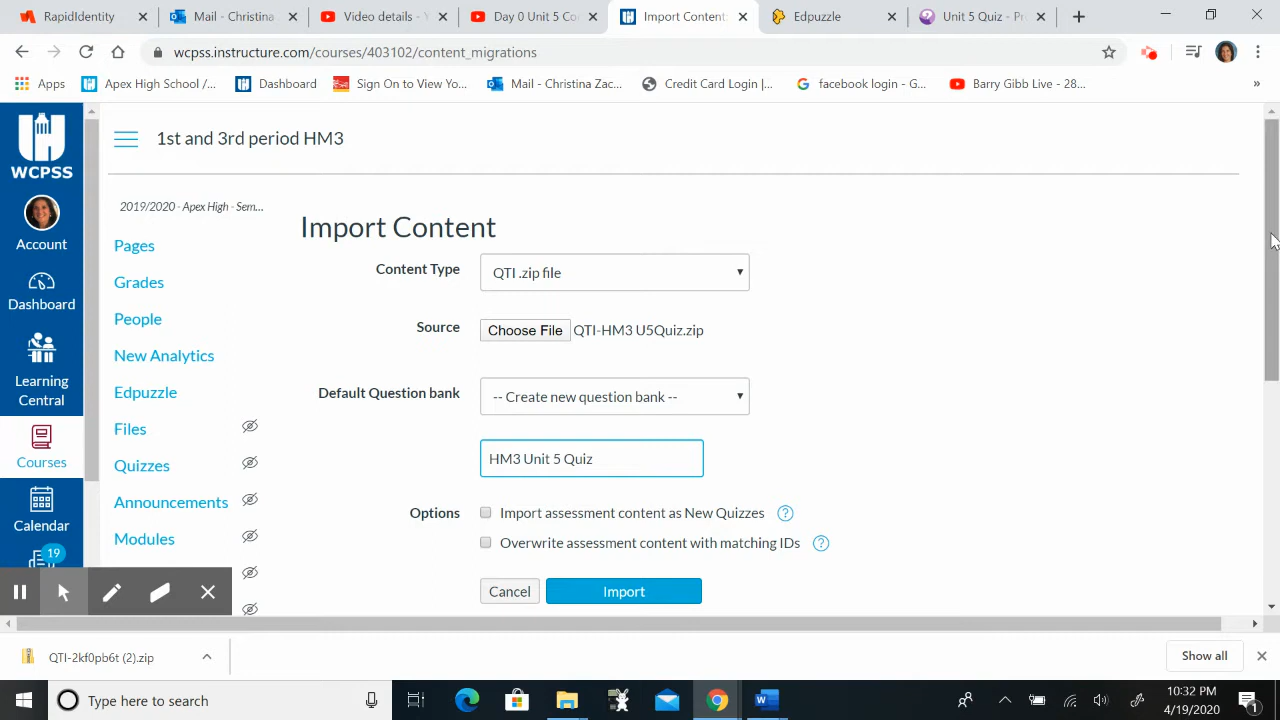 RapidIdentity
Mail - Christina
Video details - Y
Day 0 Unit 5 Co
Import Content
Edpuzzle
Unit 5 Quiz - Pr
wcpss.instructure.com/courses/403102/content_migrations
Apps
Apex High School /...
Dashboard
Sign On to View Yo...
Mail - Christina Zac...
Credit Card Login |...
facebook login - G...
Barry Gibb Live - 28...
»
WCPSS
Account
Dashboard
Learning
Central
Courses
Calendar
19
1st and 3rd period HM3
2019/2020 - Apex High - Sem...
Pages
Grades
People
New Analytics
Edpuzzle
Files
Quizzes
Announcements
Modules
Import Content
Content Type
QTI .zip file
Source
Choose File QTI-HM3 U5Quiz.zip
Default Question bank
-- Create new question bank --
HM3 Unit 5 Quiz
Options
Import assessment content as New Quizzes ?
Overwrite assessment content with matching IDs ?
Cancel
Import
QTI-2kf0pb6t (2).zip
Show all
Type here to search
10:32 PM
4/19/2020
1